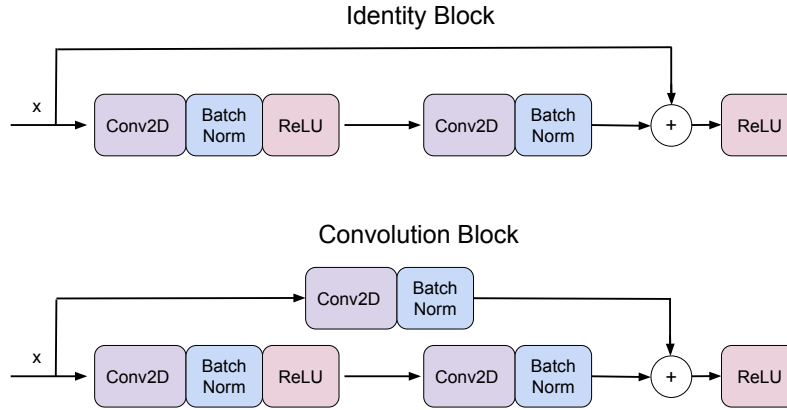 Identity Block
x
Conv2D
Batch
Norm
ReLU
Conv2D
Batch
Norm
+
ReLU
Convolution Block
Conv2D
Batch
Norm
x
Conv2D
Batch
Norm
ReLU
Conv2D
Batch
Norm
+
ReLU